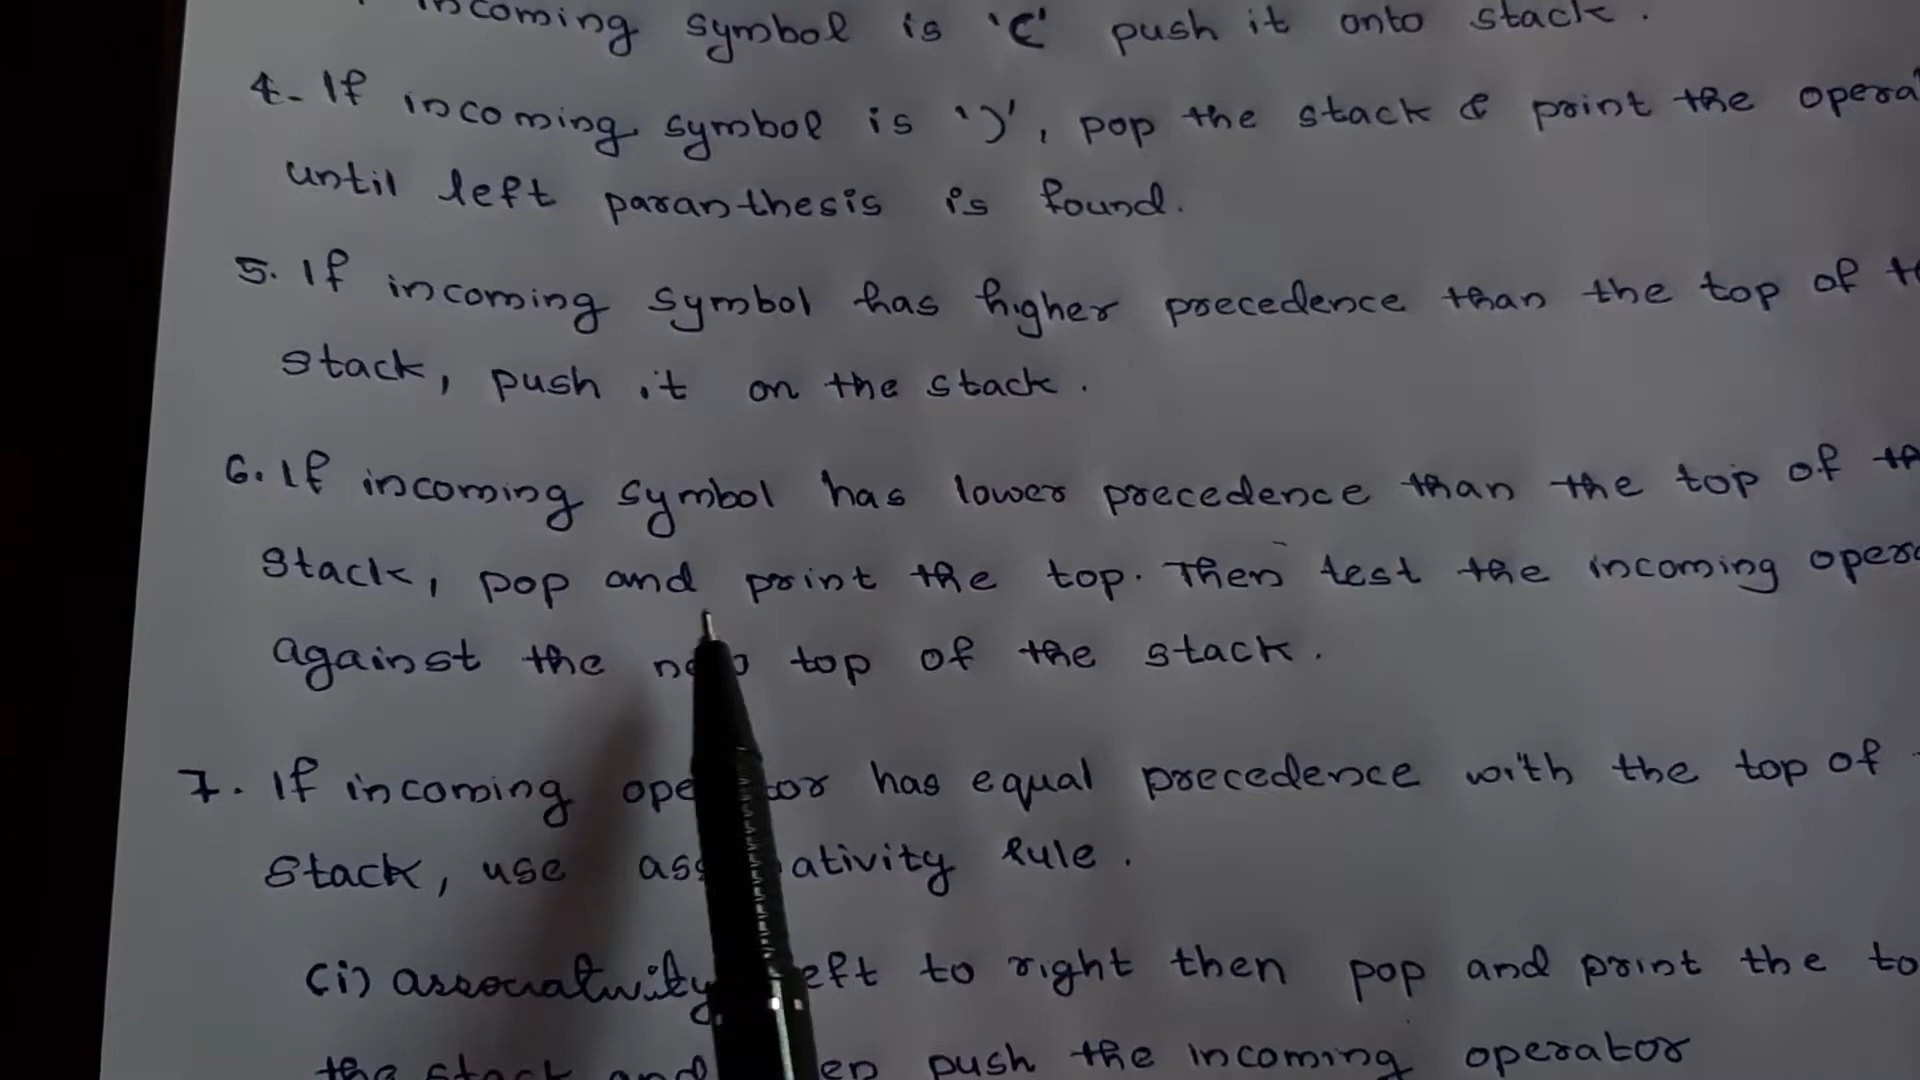 incoming symbol is '(' push it onto stack.
4. If incoming symbol is ')', pop the stack & print the
until left paranthesis is found.
5. If incoming symbol has higher precedence than the top of
stack, push it on the stack.
6. If incoming symbol has lower precedence than the top of
stack, pop and print the top. Then test the incoming
against the top of the stack.
7. If incoming has equal precedence with the top of
stack, use rule.
(i) associativity left to right then pop and print the
the stack and push the incoming operator